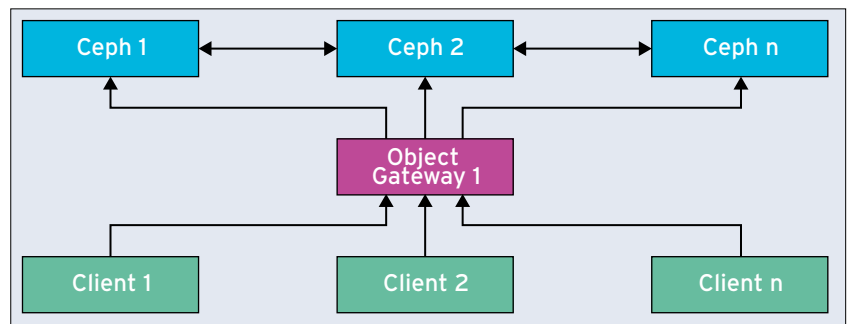 Ceph 1
Ceph 2
Ceph n
Object
Gateway 1
Client 1
Client 2
Client n